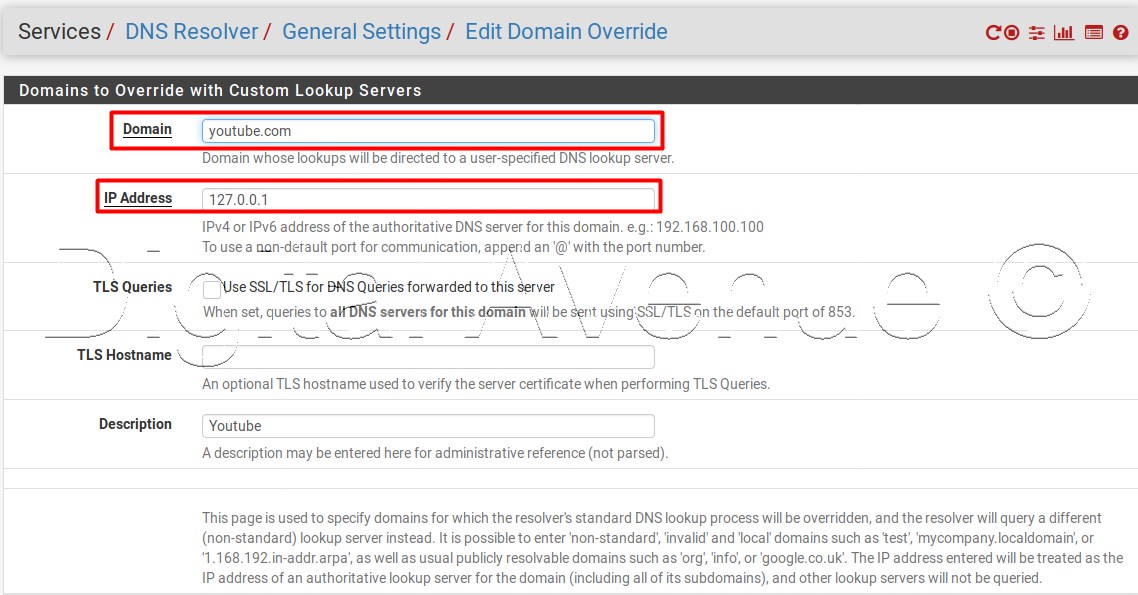 Services / DNS Resolver / General Settings / Edit Domain Override
Domains to Override with Custom Lookup Servers
Domain youtube.com
Domain whose lookups will be directed to a user-specified DNS lookup server.
IP Address 127.0.0.1
IPv4 or IPv6 address of the authoritative DNS server for this domain. e.g.: 192.168.100.100
To use a non-default port for communication, append an '@' with the port number.
TLS Queries Use SSL/TLS for DNS Queries forwarded to this server
When set, queries to all DNS servers for this domain will be sent using SSL/TLS on the default port of 853.
TLS Hostname
An optional TLS hostname used to verify the server certificate when performing TLS Queries.
Description Youtube
A description may be entered here for administrative reference (not parsed).
This page is used to specify domains for which the resolver's standard DNS lookup process will be overridden, and the resolver will query a different
(non-standard) lookup server instead. It is possible to enter 'non-standard', 'invalid' and 'local' domains such as 'test', 'mycompany.localdomain', or
'1.168.192.in-addr.arpa', as well as usual publicly resolvable domains such as 'org', 'info', or 'google.co.uk'. The IP address entered will be treated as the
IP address of an authoritative lookup server for the domain (including all of its subdomains), and other lookup servers will not be queried.